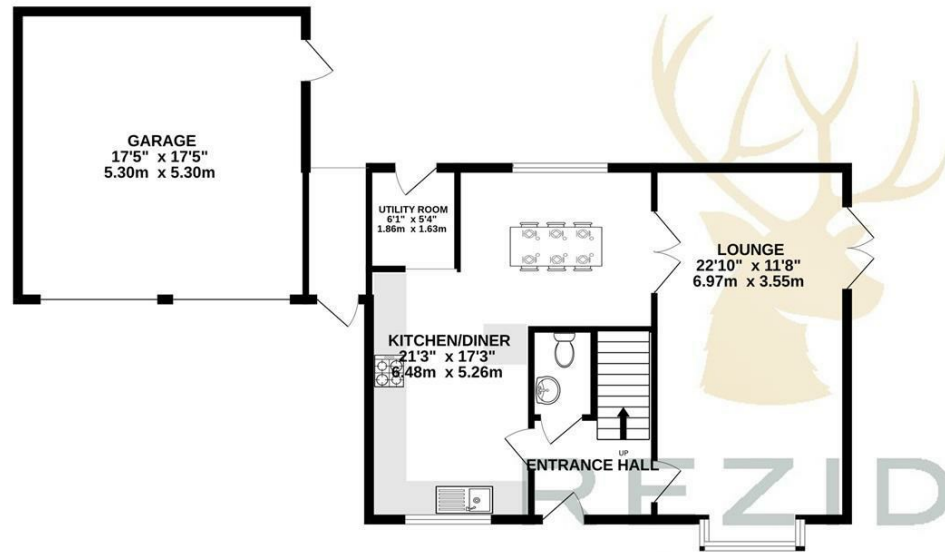 GARAGE
17'5" x 17'5"
5.30m x 5.30m
UTILITY ROOM
6'1" x 5'4"
1.86m x 1.63m
LOUNGE
22'10" x 11'8"
6.97m x 3.55m
KITCHEN/DINER
21'3" x 17'3"
6.48m x 5.26m
UP
ENTRANCE HALL
REZID